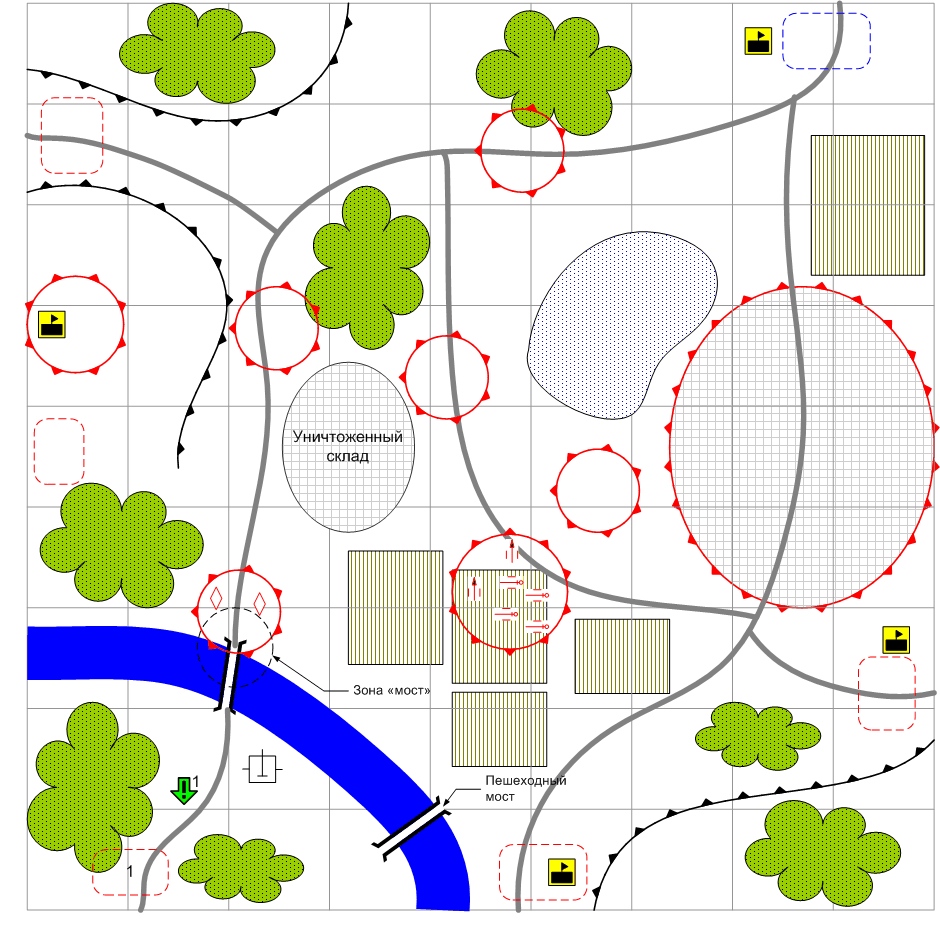 Уничтоженный
склад
Зона «мост»
Пешеходный
мост
1
1